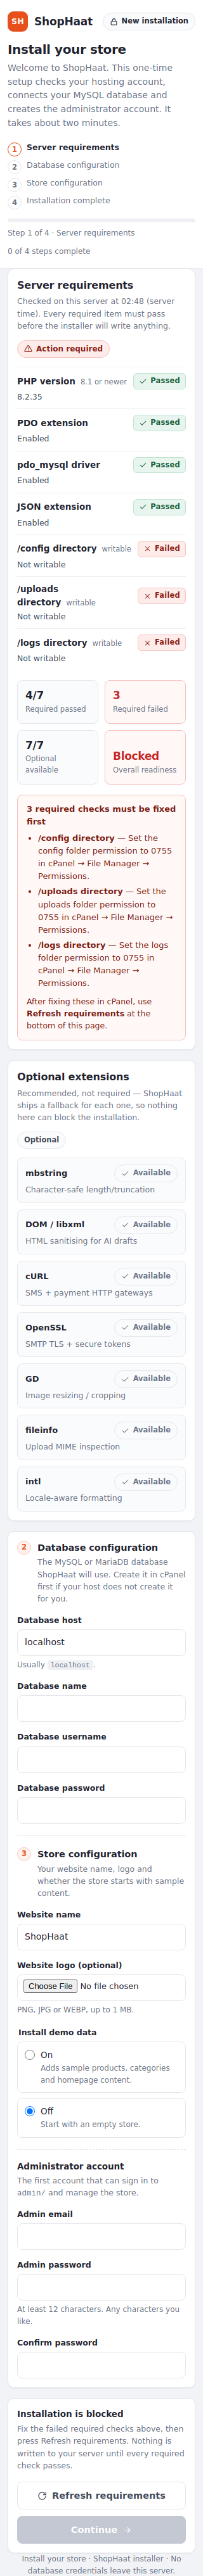 SH ShopHaat New installation
Install your store
Welcome to ShopHaat. This one-time
setup checks your hosting account,
connects your MySQL database and
creates the administrator account. It
takes about two minutes.
1 Server requirements
2 Database configuration
3 Store configuration
4 Installation complete
Step 1 of 4 · Server requirements
0 of 4 steps complete
Server requirements
Checked on this server at 02:48 (server
time). Every required item must pass
before the installer will write anything.
Action required
PHP version 8.1 or newer Passed
8.2.35
PDO extension Passed
Enabled
pdo_mysql driver Passed
Enabled
JSON extension Passed
Enabled
/config directory writable Failed
Not writable
/uploads
directory writable Failed
Not writable
/logs directory writable Failed
Not writable
4/7 3
Required passed Required failed
7/7
Optional
available
Blocked
Overall readiness
3 required checks must be fixed
first
• /config directory — Set the
config folder permission to 0755
in cPanel → File Manager →
Permissions.
• /uploads directory — Set the
uploads folder permission to
0755 in cPanel → File Manager →
Permissions.
• /logs directory — Set the logs
folder permission to 0755 in
cPanel → File Manager →
Permissions.
After fixing these in cPanel, use
Refresh requirements at the
bottom of this page.
Optional extensions
Recommended, not required — ShopHaat
ships a fallback for each one, so nothing
here can block the installation.
Optional
mbstring Available
Character-safe length/truncation
DOM / libxml Available
HTML sanitising for AI drafts
cURL Available
SMS + payment HTTP gateways
OpenSSL Available
SMTP TLS + secure tokens
GD Available
Image resizing / cropping
fileinfo Available
Upload MIME inspection
intl Available
Locale-aware formatting
2 Database configuration
The MySQL or MariaDB database
ShopHaat will use. Create it in cPanel
first if your host does not create it
for you.
Database host
localhost
Usually localhost.
Database name
Database username
Database password
3 Store configuration
Your website name, logo and
whether the store starts with sample
content.
Website name
ShopHaat
Website logo (optional)
Choose File No file chosen
PNG, JPG or WEBP, up to 1 MB.
Install demo data
On
Adds sample products, categories
and homepage content.
Off
Start with an empty store.
Administrator account
The first account that can sign in to
admin/ and manage the store.
Admin email
Admin password
At least 12 characters. Any characters you
like.
Confirm password
Installation is blocked
Fix the failed required checks above, then
press Refresh requirements. Nothing is
written to your server until every required
check passes.
Refresh requirements
Continue →
Install your store · ShopHaat installer · No
database credentials leave this server.